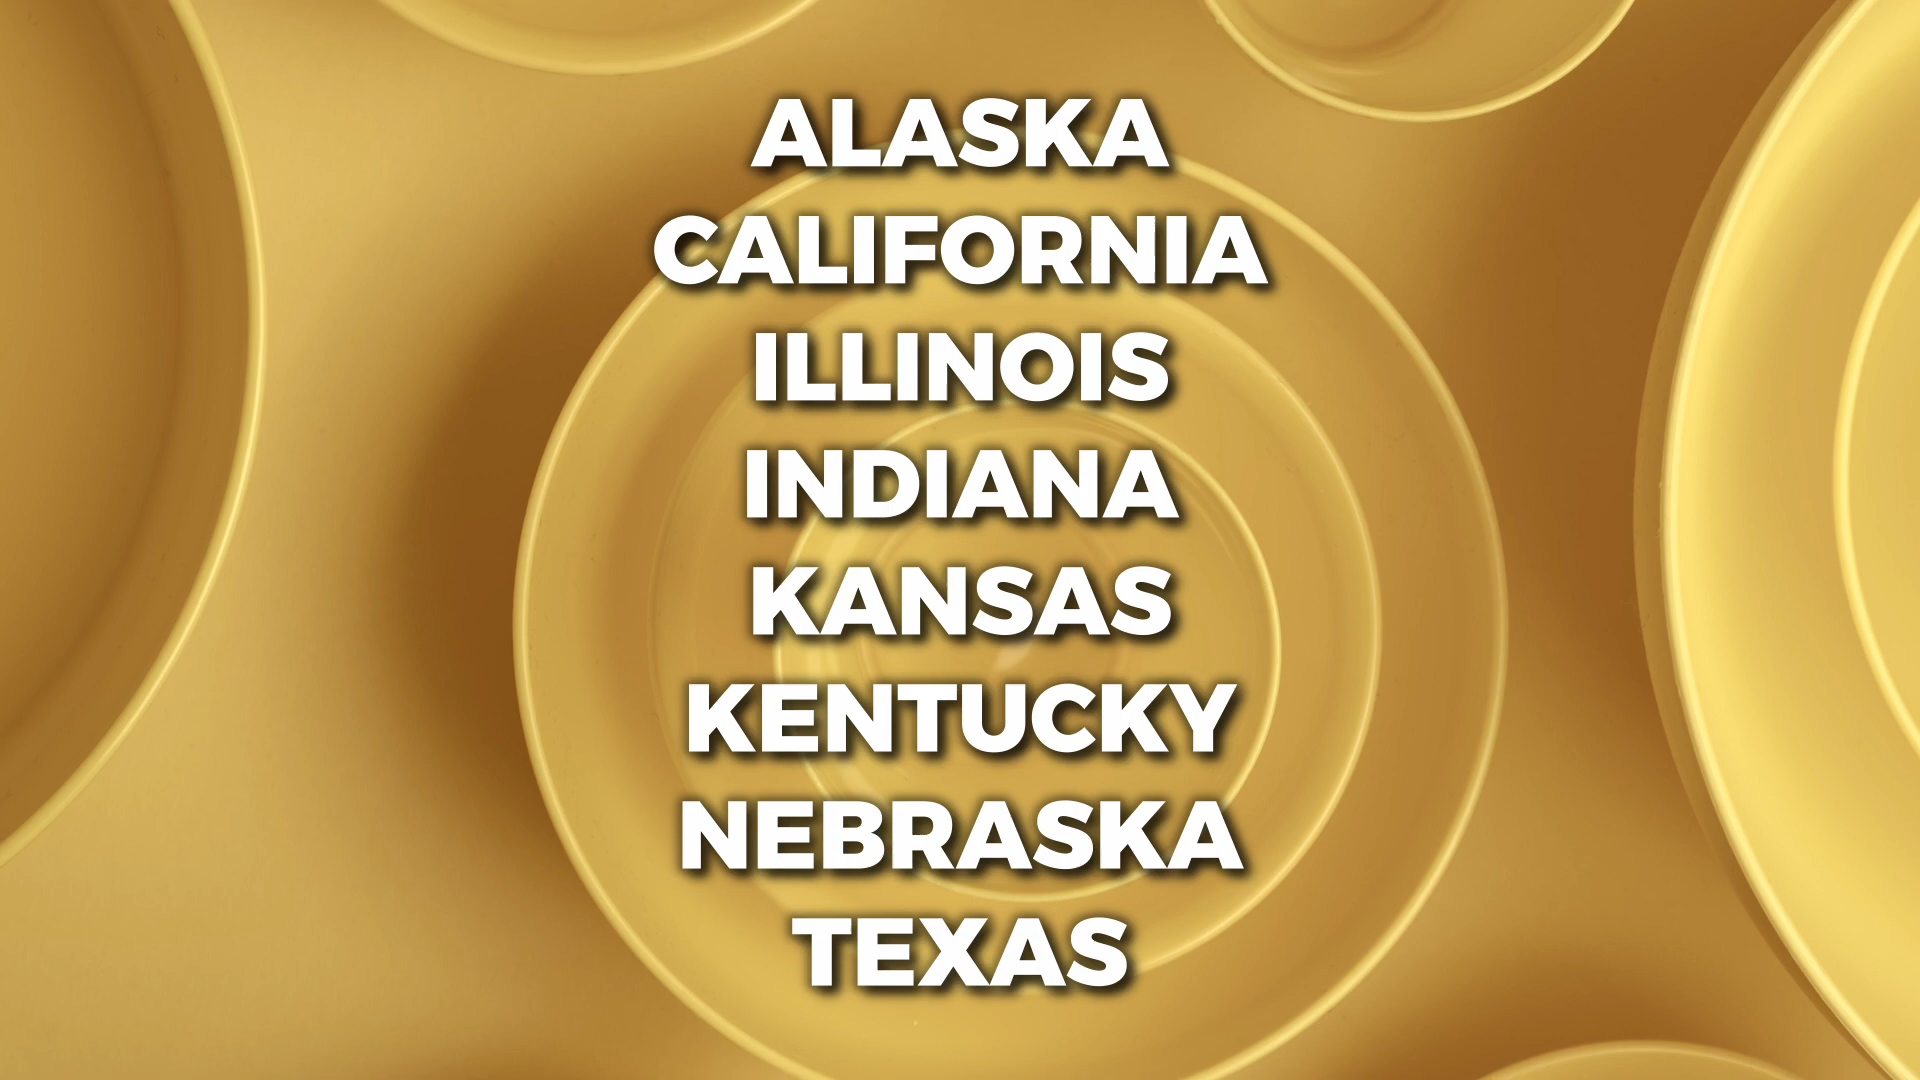 ALASKA
CALIFORNIA
ILLINOIS
INDIANA
KANSAS
KENTUCKY
NEBRASKA
TEXAS